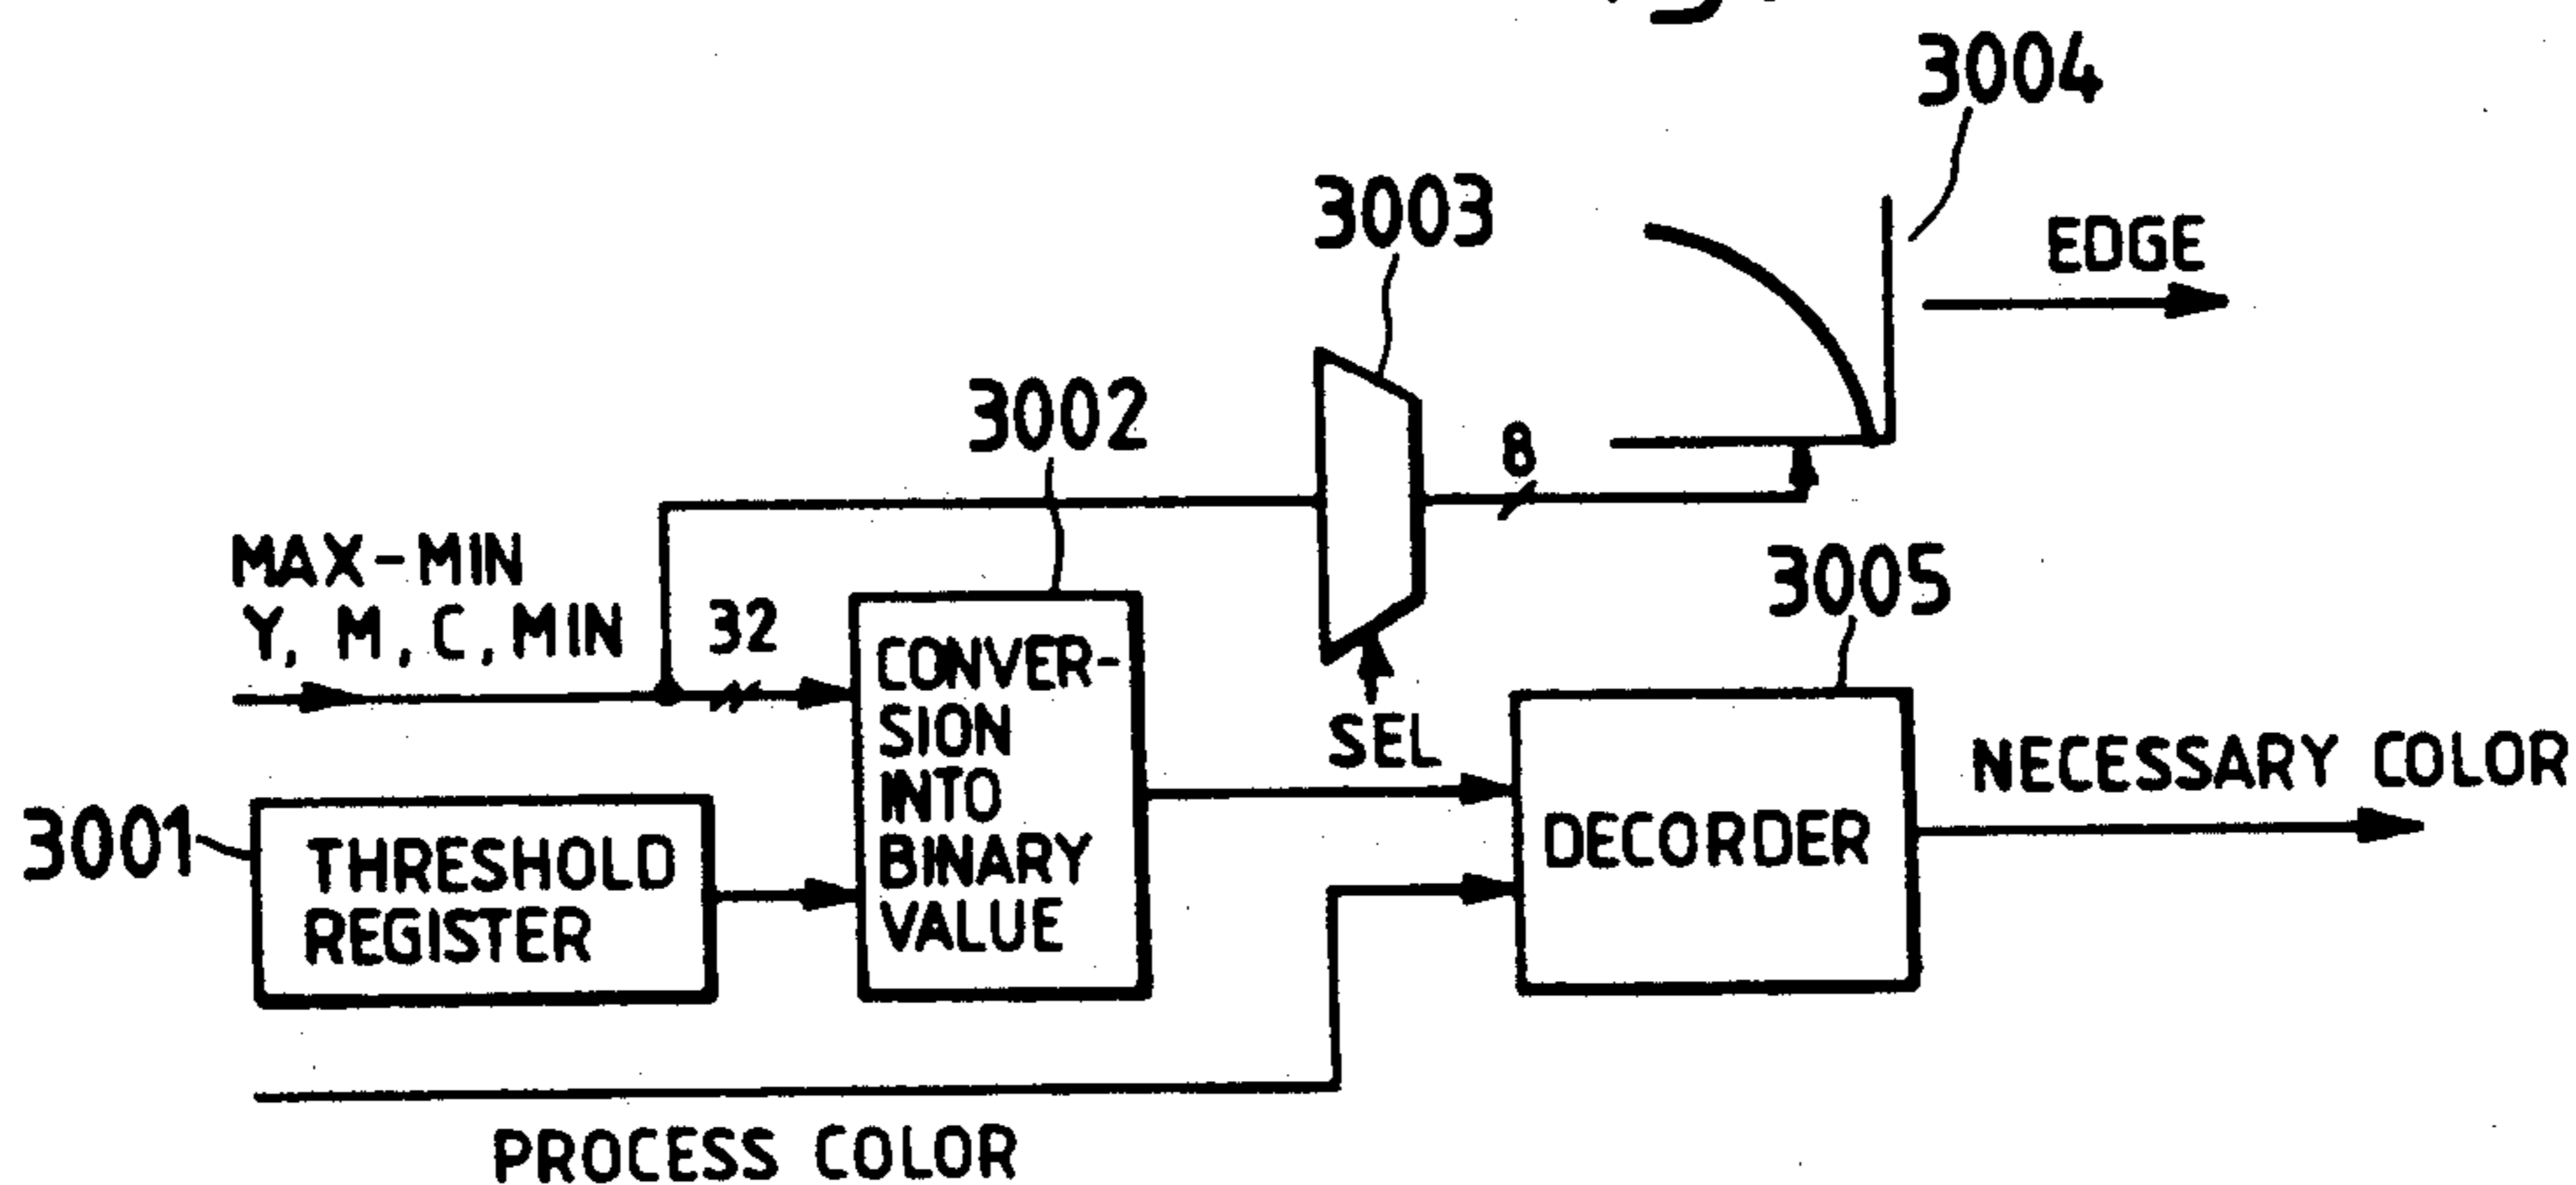 3004
3003
EDGE
3002
8
MAX-MIN
Y, M, C, MIN
32
3005
CONVER-
SION
INTO
BINARY
VALUE
SEL
NECESSARY COLOR
3001
THRESHOLD
REGISTER
DECORDER
PROCESS COLOR